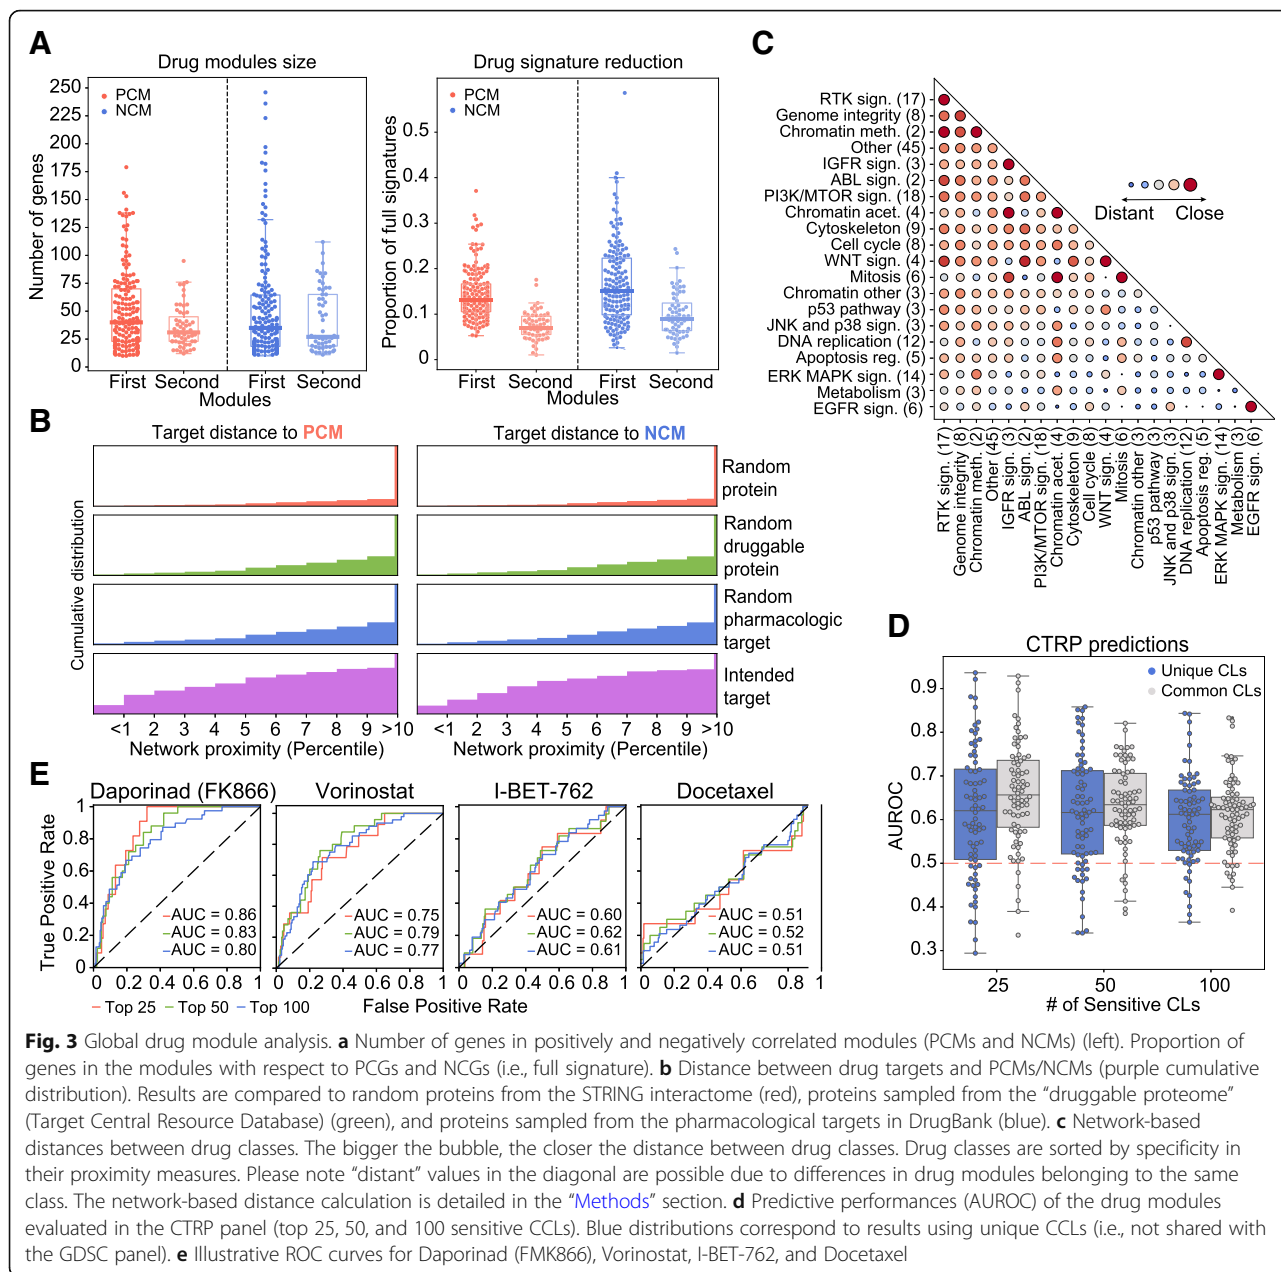 A
Drug modules size
PCM
NCM
Number of genes
250
225
200
175
150
125
100
75
50
25
0
First Second First Second
Modules
Drug signature reduction
PCM
NCM
Proportion of full signatures
0.5
0.4
0.3
0.2
0.1
0
First Second First Second
Modules
C
RTK sign. (17)
Genome integrity (8)
Chromatin meth. (2)
Other (45)
IGFR sign. (3)
ABL sign. (2)
PI3K/MTOR sign. (18)
Chromatin acet. (4)
Cytoskeleton (9)
Cell cycle (8)
WNT sign. (4)
Mitosis (6)
Chromatin other (3)
p53 pathway (3)
JNK and p38 sign. (3)
DNA replication (12)
Apoptosis reg. (5)
ERK MAPK sign. (14)
Metabolism (3)
EGFR sign. (6)
Distant Close
RTK sign. (17)
Genome integrity (8)
Chromatin meth. (2)
Other (45)
IGFR sign. (3)
ABL sign. (2)
PI3K/MTOR sign. (18)
Chromatin acet. (4)
Cytoskeleton (9)
Cell cycle (8)
WNT sign. (4)
Mitosis (6)
Chromatin other (3)
p53 pathway (3)
JNK and p38 sign. (3)
DNA replication (12)
Apoptosis reg. (5)
ERK MAPK sign. (14)
Metabolism (3)
EGFR sign. (6)
B
Target distance to PCM
Target distance to NCM
Cumulative distribution
Random
protein
Random
druggable
protein
Random
pharmacologic
target
Intended
target
<1 2 3 4 5 6 7 8 9 >10
Network proximity (Percentile)
<1 2 3 4 5 6 7 8 9 >10
Network proximity (Percentile)
D
CTRP predictions
Unique CLs
Common CLs
AUROC
0.9
0.8
0.7
0.6
0.5
0.4
0.3
25 50 100
# of Sensitive CLs
E
Daporinad (FK866)
Vorinostat
I-BET-762
Docetaxel
True Positive Rate
1
0.8
0.6
0.4
0.2
0
AUC = 0.86
AUC = 0.83
AUC = 0.80
AUC = 0.75
AUC = 0.79
AUC = 0.77
AUC = 0.60
AUC = 0.62
AUC = 0.61
AUC = 0.51
AUC = 0.52
AUC = 0.51
0 0.2 0.4 0.6 0.8 1
0.2 0.4 0.6 0.8 1
0.2 0.4 0.6 0.8 1
0.2 0.4 0.6 0.8 1
False Positive Rate
Top 25 Top 50 Top 100
Fig. 3 Global drug module analysis. a Number of genes in positively and negatively correlated modules (PCMs and NCMs) (left). Proportion of
genes in the modules with respect to PCGs and NCGs (i.e., full signature). b Distance between drug targets and PCMs/NCMs (purple cumulative
distribution). Results are compared to random proteins from the STRING interactome (red), proteins sampled from the “druggable proteome”
(Target Central Resource Database) (green), and proteins sampled from the pharmacological targets in DrugBank (blue). c Network-based
distances between drug classes. The bigger the bubble, the closer the distance between drug classes. Drug classes are sorted by specificity in
their proximity measures. Please note “distant” values in the diagonal are possible due to differences in drug modules belonging to the same
class. The network-based distance calculation is detailed in the “Methods” section. d Predictive performances (AUROC) of the drug modules
evaluated in the CTRP panel (top 25, 50, and 100 sensitive CCLs). Blue distributions correspond to results using unique CCLs (i.e., not shared with
the GDSC panel). e Illustrative ROC curves for Daporinad (FMK866), Vorinostat, I-BET-762, and Docetaxel